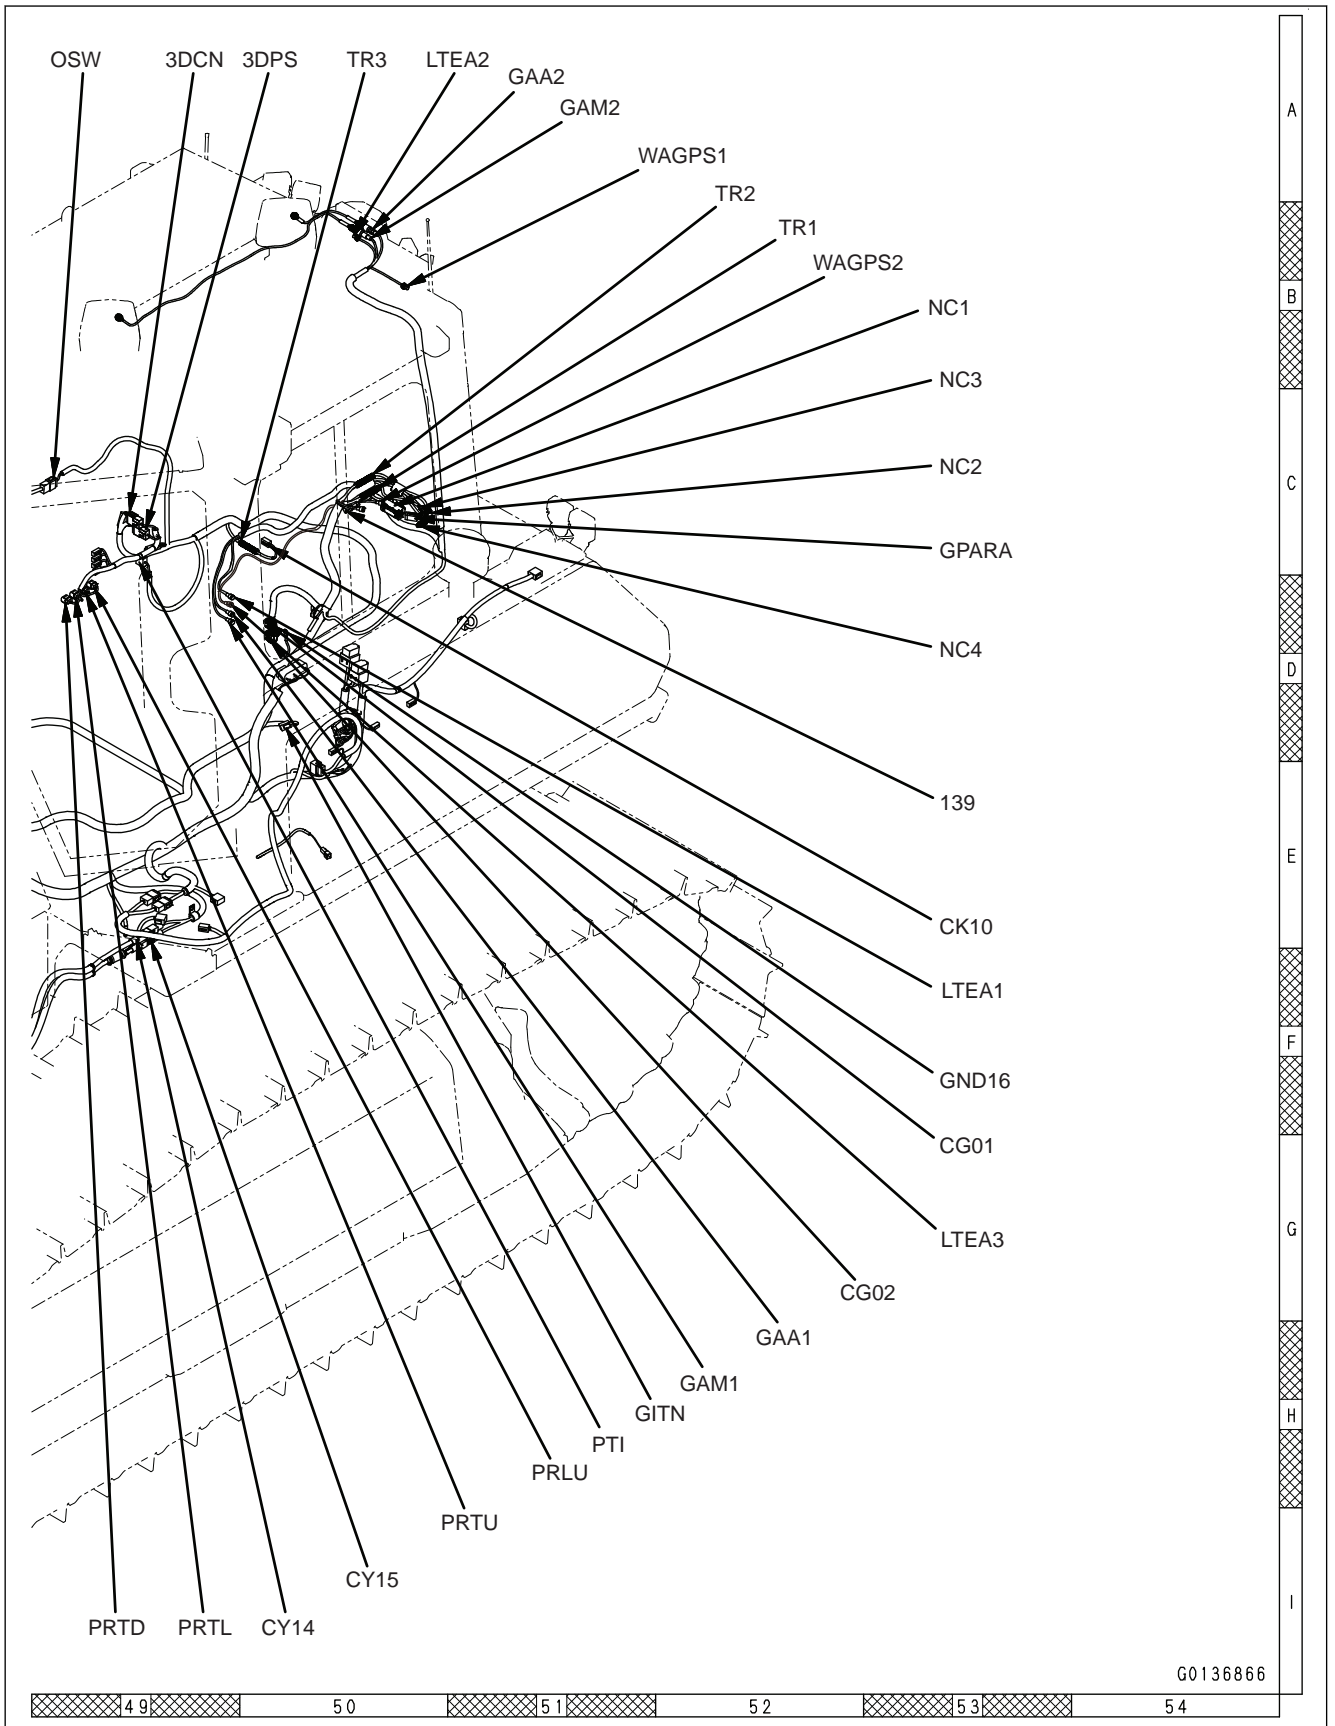 OSW
3DCN
3DPS
TR3
LTEA2
GAA2
GAM2
WAGPS1
TR2
TR1
WAGPS2
NC1
NC3
NC2
GPARA
NC4
139
CK10
LTEA1
GND16
CG01
LTEA3
CG02
GAA1
GAM1
GITN
PTI
PRLU
PRTU
CY15
PRTD
PRTL
CY14
A
B
C
D
E
F
G
H
I
G0136866
49
50
51
52
53
54